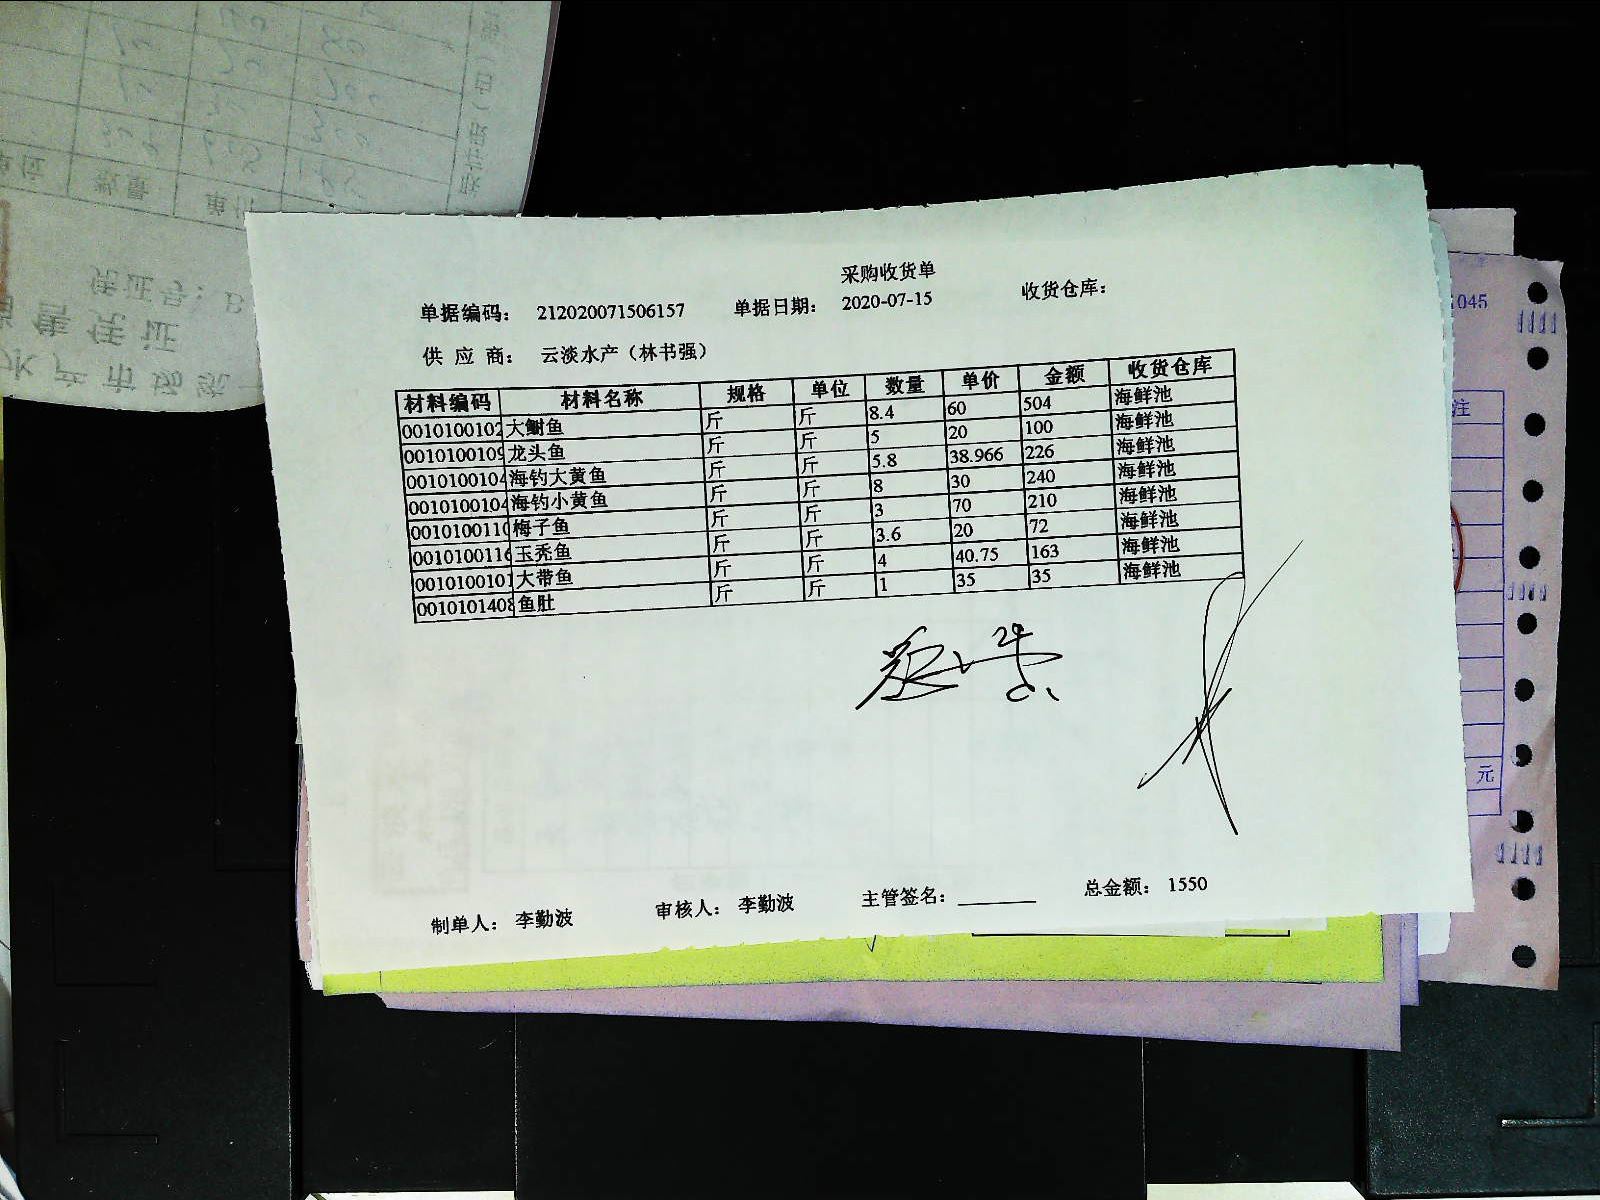 采购收货单
单据编码： 212020071506157 单据日期： 2020-07-15 收货仓库：
供 应 商： 云淡水产（林书强）
材料编码 材料名称 规格 单位 数量 单价 金额 收货仓库
0010100102 大鮒鱼 斤 斤 8.4 60 504 海鲜池
0010100109 龙头鱼 斤 斤 5 20 100 海鲜池
0010100104 海钓大黄鱼 斤 斤 5.8 38.966 226 海鲜池
0010100104 海钓小黄鱼 斤 斤 8 30 240 海鲜池
0010100110 梅子鱼 斤 斤 3 70 210 海鲜池
0010100116 玉秃鱼 斤 斤 3.6 20 72 海鲜池
0010100101 大带鱼 斤 斤 4 40.75 163 海鲜池
0010101408 鱼肚 斤 斤 1 35 35 海鲜池
制单人： 李勤波 审核人： 李勤波 主管签名： 总金额： 1550
045
注
元